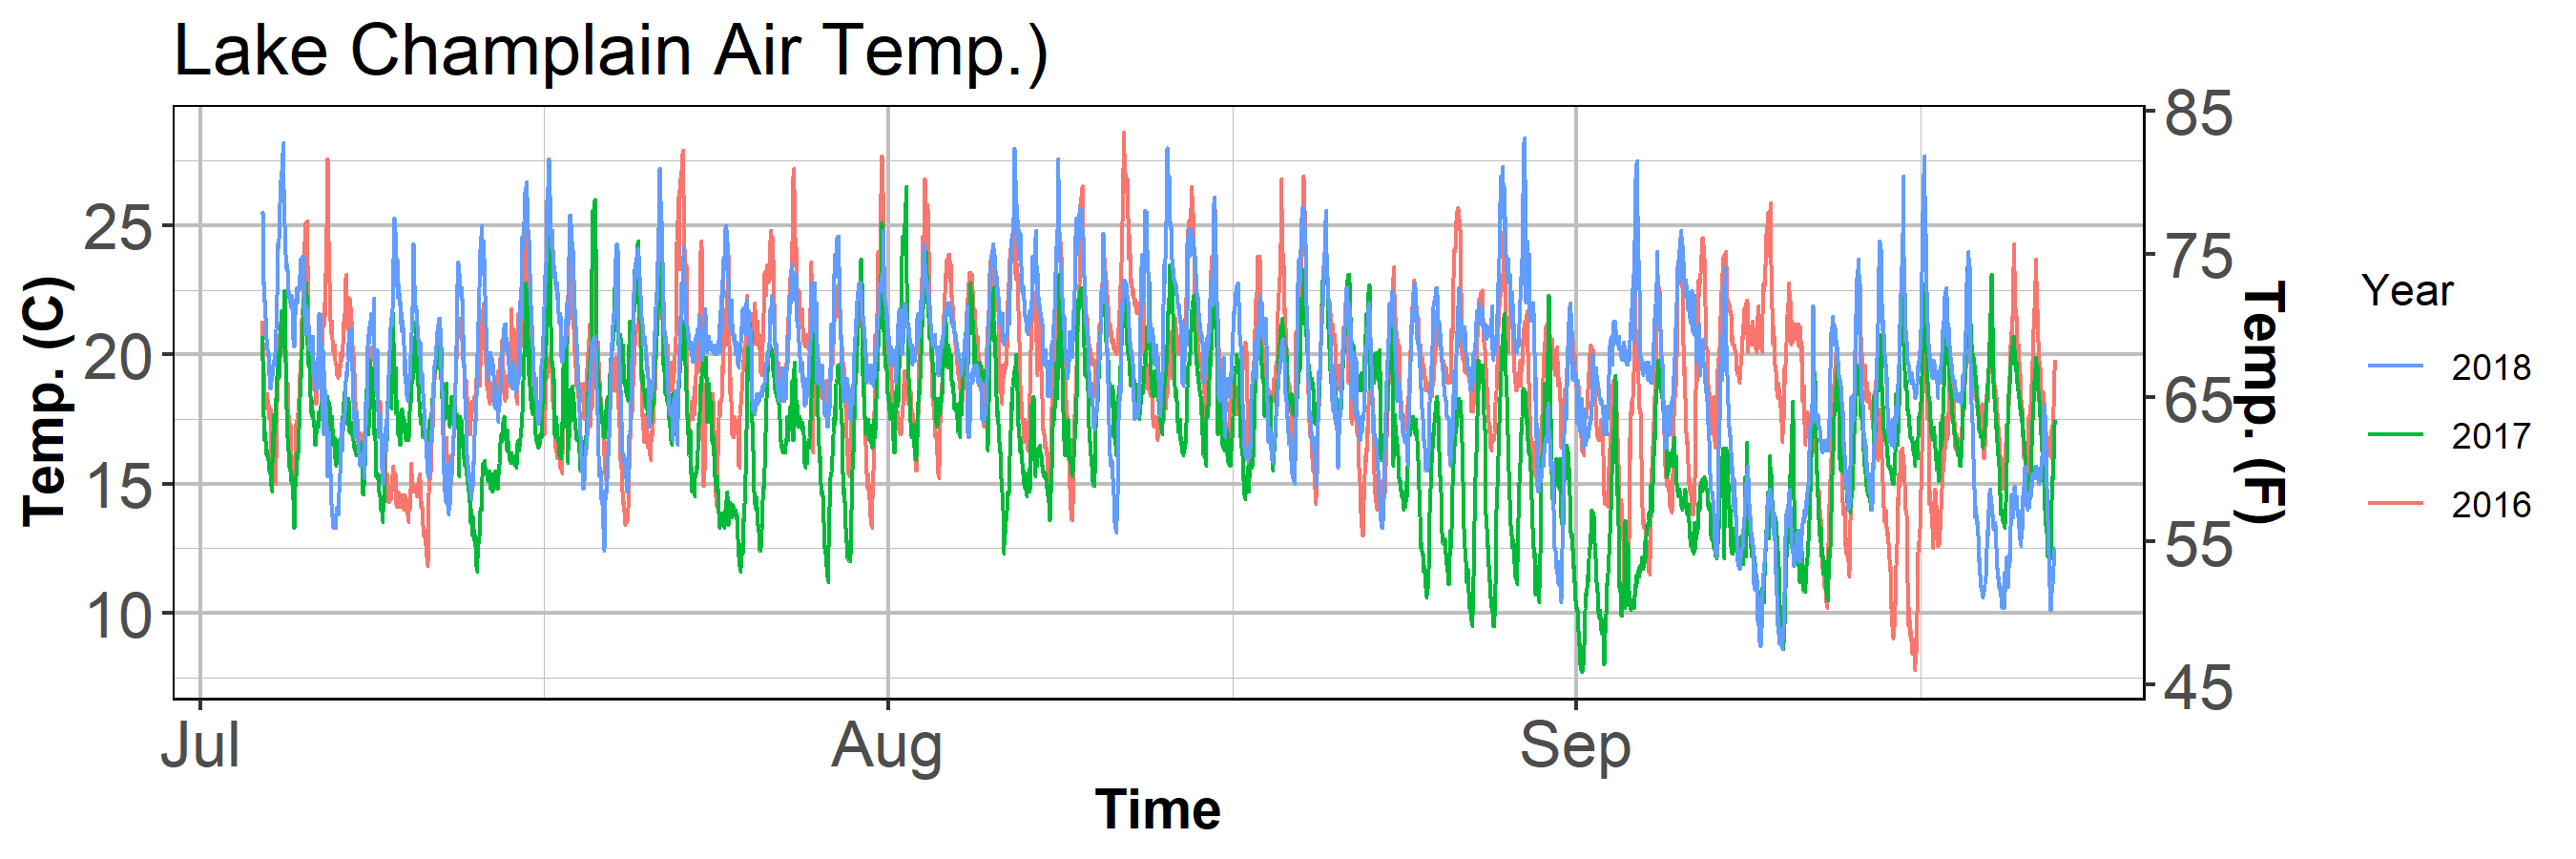 Lake Champlain Air Temp.)
Temp. (C)
25
20
15
10
85
75
65
55
45
Temp. (F)
Jul
Aug
Sep
Time
Year
2018
2017
2016